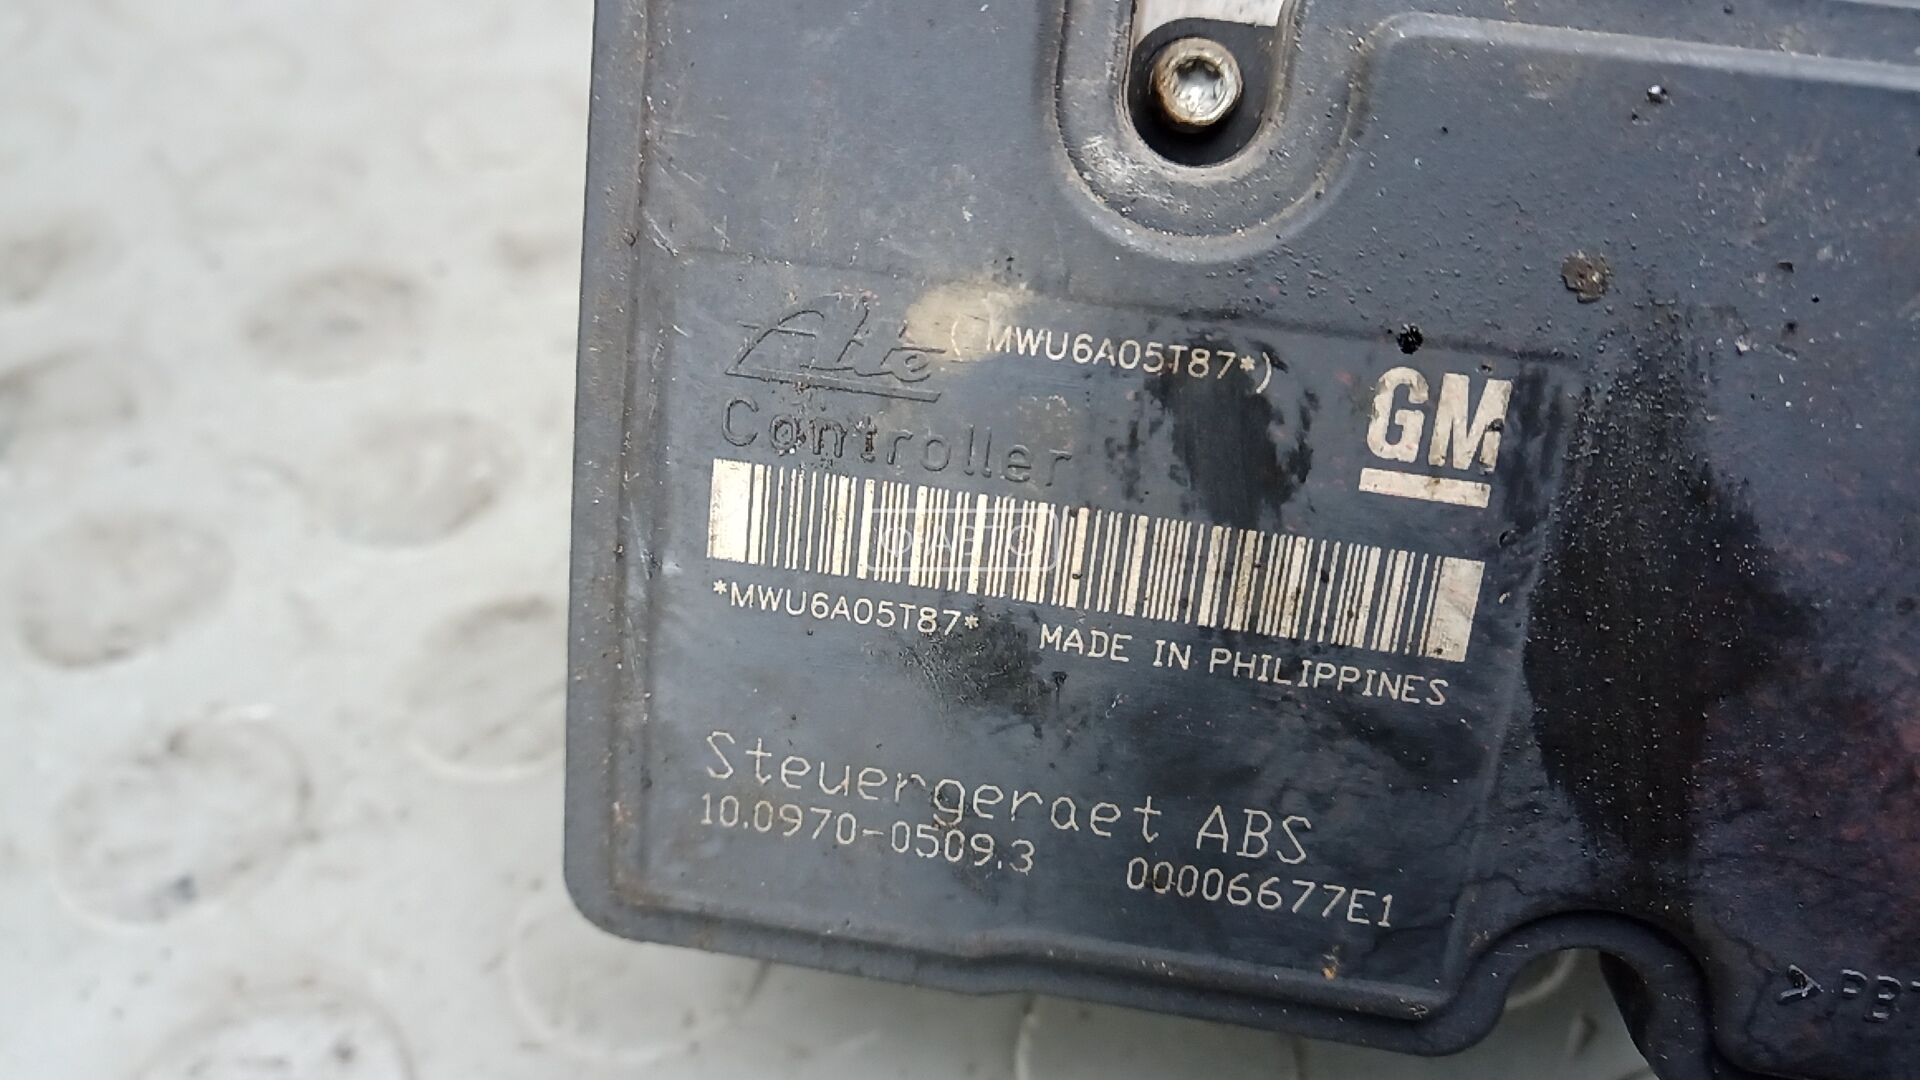 Ate (*MWU6A05T87*)
GM
Controller
*MWU6A05T87* MADE IN PHILIPPINES
Steuergeraet ABS
10.0970-0509.3 00006677E1